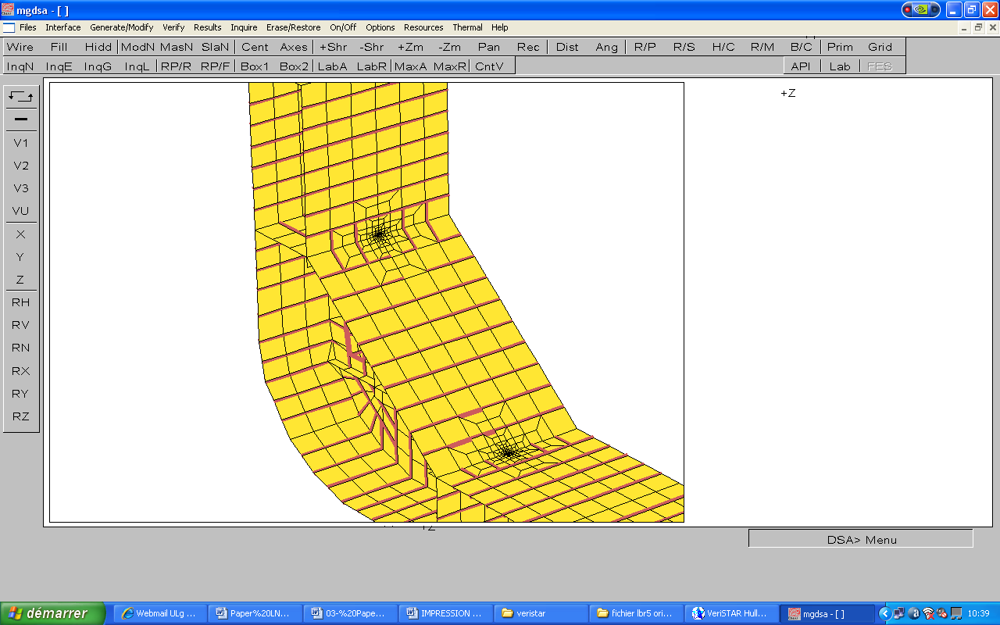 mgdsa - [ ]
Files Interface Generate/Modify Verify Results Inquire Erase/Restore On/Off Options Resources Thermal Help
Wire Fill Hidd ModN MasN SlaN Cent Axes +Shr -Shr +Zm -Zm Pan Rec Dist Ang R/P R/S H/C R/M B/C Prim Grid
InqN InqE InqG InqL RP/R RP/F Box1 Box2 LabA LabR MaxA MaxR CntV API Lab FES
+Z
V1
V2
V3
VU
X
Y
Z
RH
RV
RN
RX
RY
RZ
+Z
DSA> Menu
démarrer Webmail ULg ... Paper%20LN... 03-%20Pape... IMPRESSION ... veristar fichier lbr5 ori... VeriSTAR Hull... mgdsa - [ ] 10:39